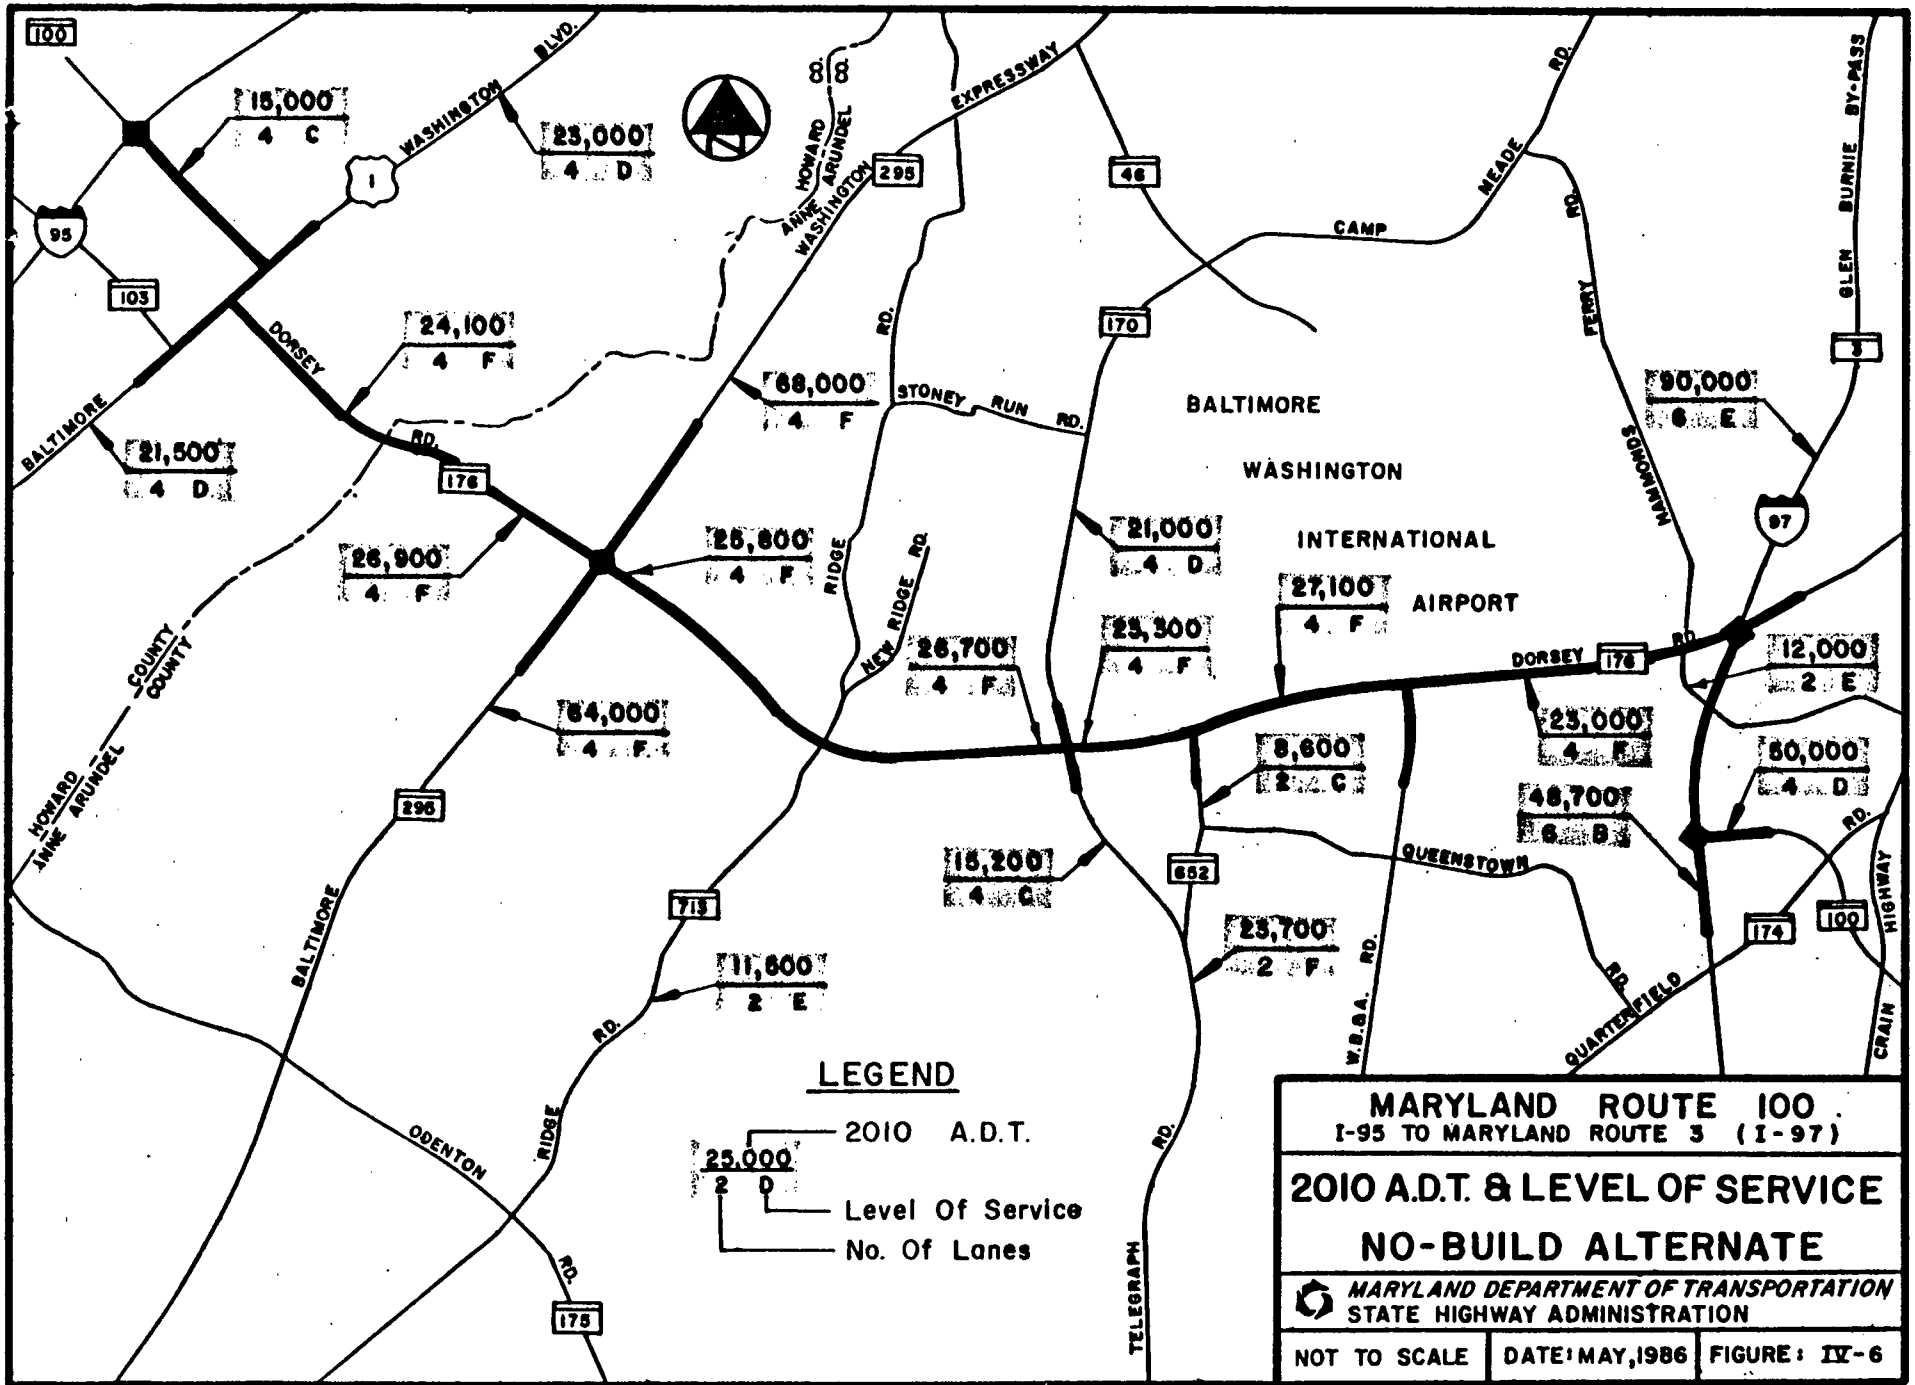 100
15,000
4 C
WASHINGTON BLVD.
23,000
4 D
1
95
103
88
HOWARD
ANNE ARUNDEL
WASHINGTON
EXPRESSWAY
295
46
RD.
MEADE
CAMP
170
RD.
FERRY
HAMMONDS
GLEN BURNIE BY-PASS
3
DORSEY
24,100
4 F
RD.
176
BALTIMORE
21,500
4 D
68,000
4 F
RD.
STONEY RUN RD.
BALTIMORE
WASHINGTON
INTERNATIONAL
AIRPORT
90,000
6 E
97
26,900
4 F
25,800
4 F
RIDGE
NEW RIDGE RD.
21,000
4 D
27,100
4 F
26,700
4 F
23,300
4 F
DORSEY
176
RD.
12,000
2 E
COUNTY
COUNTY
HOWARD
ANNE ARUNDEL
64,000
4 F
295
8,600
2 C
23,000
4
50,000
4 D
48,700
6 B
RD.
BALTIMORE
713
15,200
4 C
652
QUEENSTOWN
RD.
174
100
HIGHWAY
CRAIN
QUARTERFIELD
23,700
2 F
W.B.&A. RD.
11,600
2 E
RD.
RIDGE
ODENTON
RD.
175
RD.
TELEGRAPH
LEGEND
2010 A.D.T.
25,000
2 D
Level Of Service
No. Of Lanes
MARYLAND ROUTE 100
I-95 TO MARYLAND ROUTE 3 (I-97)
2010 A.D.T. & LEVEL OF SERVICE
NO-BUILD ALTERNATE
MARYLAND DEPARTMENT OF TRANSPORTATION
STATE HIGHWAY ADMINISTRATION
NOT TO SCALE
DATE: MAY, 1986
FIGURE: IV-6